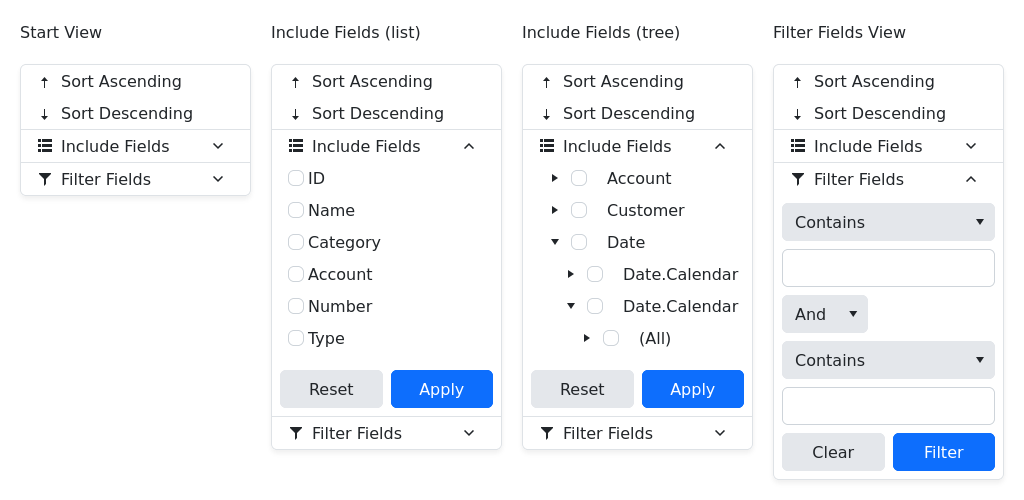 Start View
Sort Ascending
Sort Descending
Include Fields
Filter Fields
Include Fields (list)
Sort Ascending
Sort Descending
Include Fields
ID
Name
Category
Account
Number
Type
Reset
Apply
Filter Fields
Include Fields (tree)
Sort Ascending
Sort Descending
Include Fields
Account
Customer
Date
Date.Calendar
Date.Calendar
(All)
Reset
Apply
Filter Fields
Filter Fields View
Sort Ascending
Sort Descending
Include Fields
Filter Fields
Contains
And
Contains
Clear
Filter